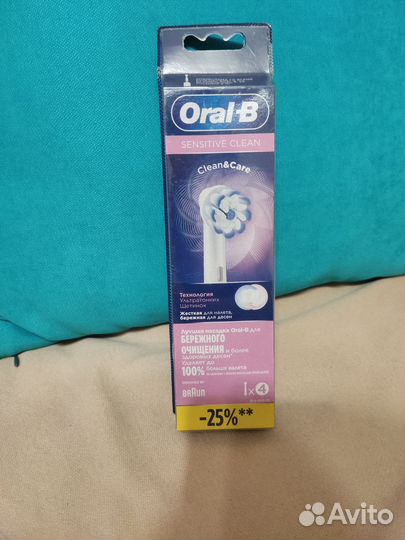 Oral-B
SENSITIVE CLEAN
Clean&Care
Технология
Ультратонких
Щетинок
Жесткая для налета,
бережная для десен
Лучшая насадка Oral-B для
БЕРЕЖНОГО
ОЧИЩЕНИЯ и более
здоровых десен*
Удаляет до
100% больше налета
BRAUN
x4
-25%**
Avito